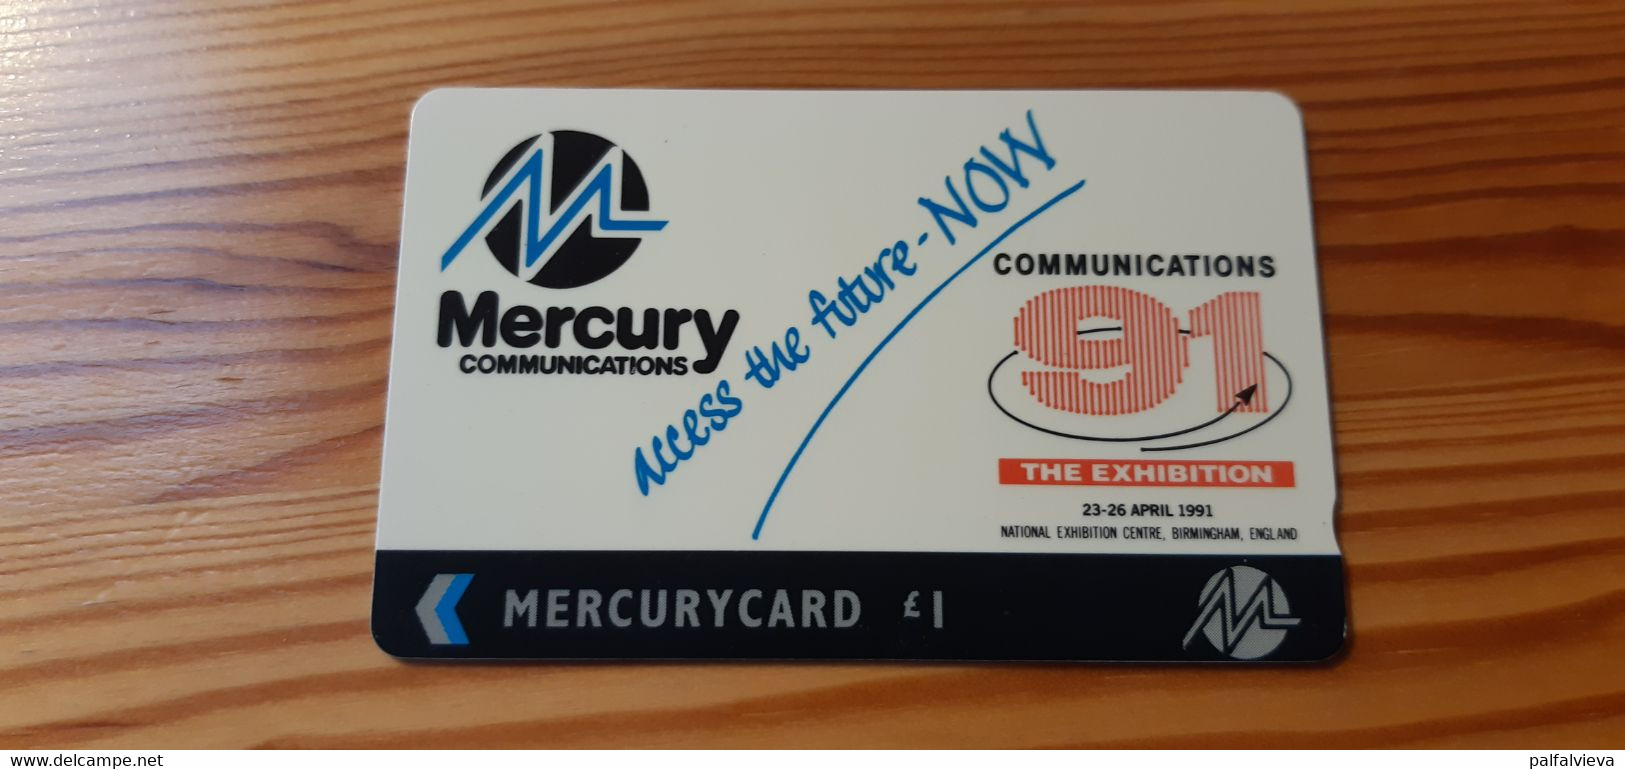 Mercury
COMMUNICATIONS
access the future - NOW
COMMUNICATIONS
91
THE EXHIBITION
23-26 APRIL 1991
NATIONAL EXHIBITION CENTRE, BIRMINGHAM, ENGLAND
MERCURYCARD £1
www.delcampe.net
palfalvieva